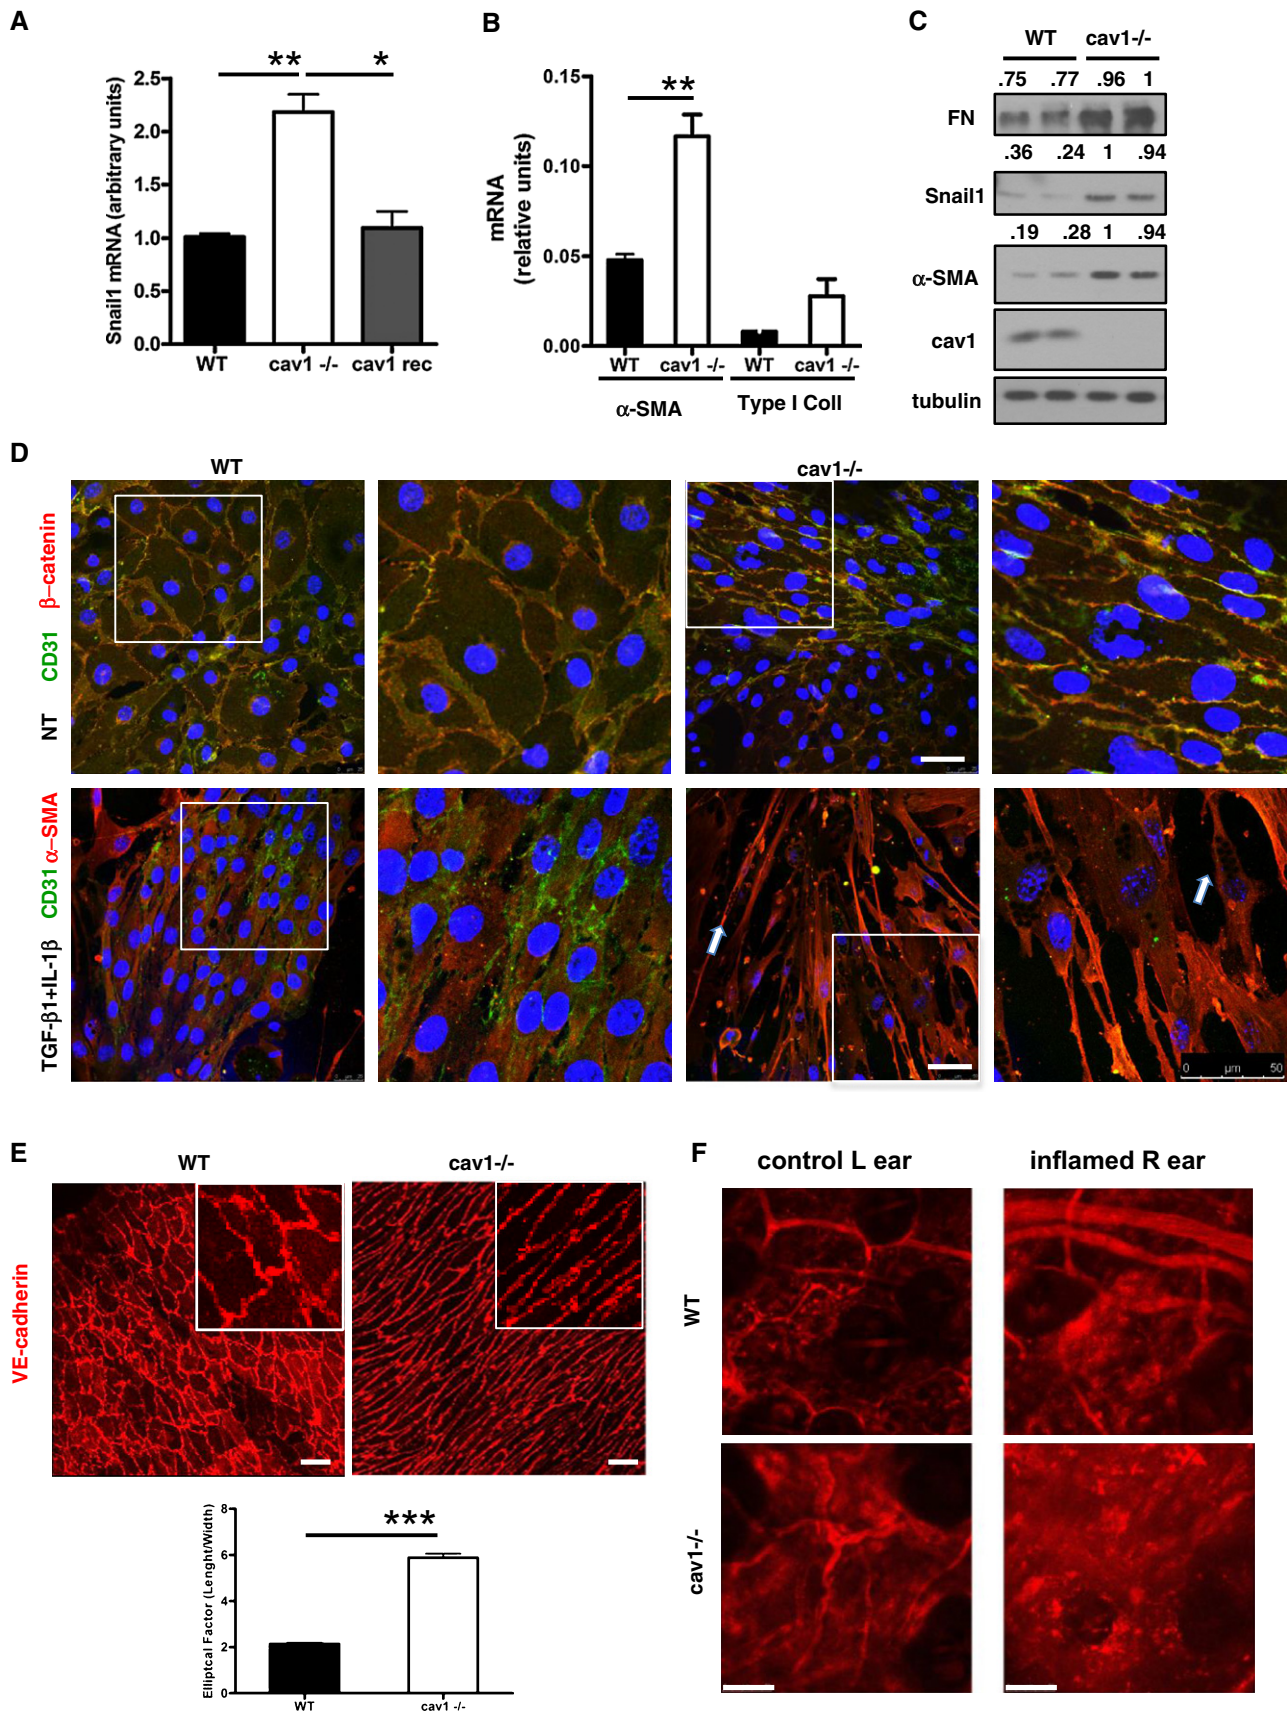 A
** *
Snail1 mRNA (arbitrary units)
2.5
2.0
1.5
1.0
0.5
0.0
WT cav1 -/- cav1 rec
B
**
mRNA
(relative units)
0.15
0.10
0.05
0.00
WT cav1 -/- WT cav1 -/-
α-SMA Type I Coll
C
WT cav1-/-
.75 .77 .96 1
FN
.36 .24 1 .94
Snail1
.19 .28 1 .94
α-SMA
cav1
tubulin
D
WT cav1-/-
NT CD31 β–catenin
TGF-β1+IL-1β CD31 α–SMA
0 µm 50
E
WT cav1-/-
VE-cadherin
***
Elliptcal Factor (Lenght/Width)
8
6
4
2
0
WT cav1 -/-
F
control L ear inflamed R ear
WT
cav1-/-